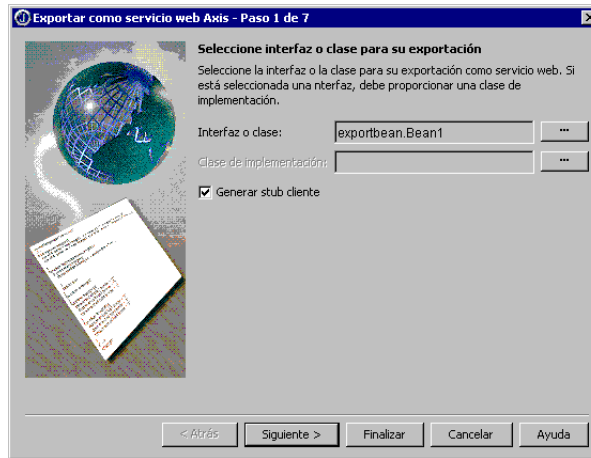 Exportar como servicio web Axis - Paso 1 de 7
Seleccione interfaz o clase para su exportación
Seleccione la interfaz o la clase para su exportación como servicio web. Si
está seleccionada una nterfaz, debe proporcionar una clase de
implementación.
Interfaz o clase: exportbean.Bean1 ...
Clase de implementación: ...
Generar stub cliente
< Atrás Siguiente > Finalizar Cancelar Ayuda